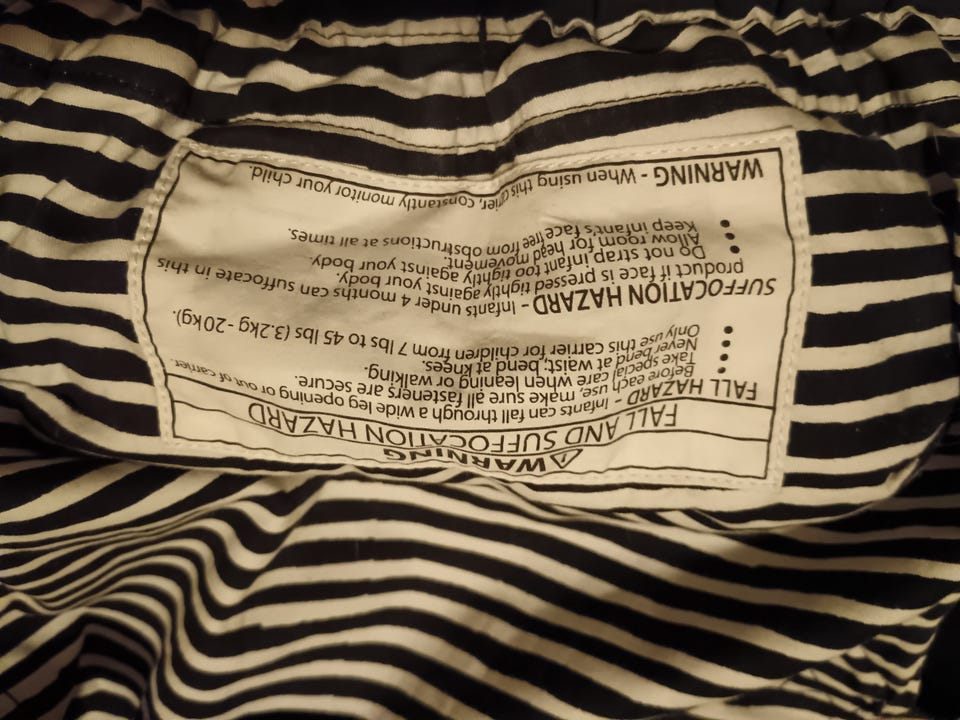 ⚠WARNING
FALL AND SUFFOCATION HAZARD
FALL HAZARD - Infants can fall through a wide leg opening or out of carrier.
• Before each use, make sure all fasteners are secure.
• Take special care when leaning or walking.
• Never bend at waist; bend at knees.
• Only use this carrier for children from 7 lbs to 45 lbs (3.2kg - 20kg).
SUFFOCATION HAZARD - Infants under 4 months can suffocate in this
product if face is pressed tightly against your body.
• Do not strap infant too tightly against your body.
• Allow room for head movement.
• Keep infant's face free from obstructions at all times.
WARNING - When using this carrier, constantly monitor your child.